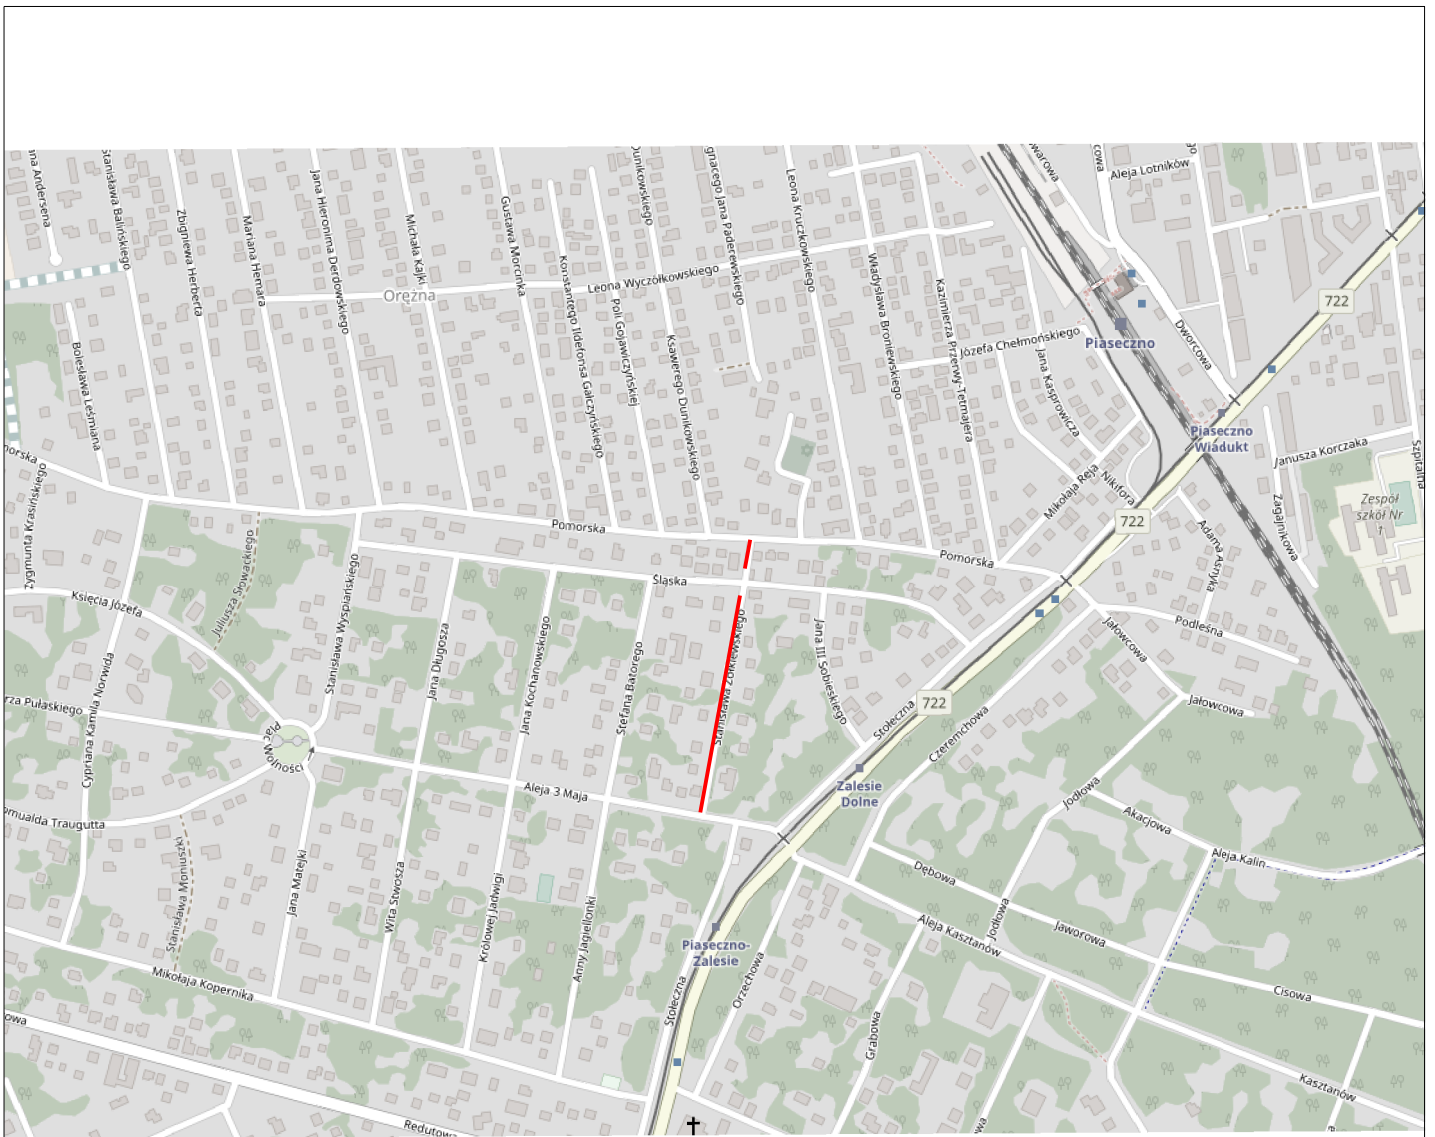 Aleja Lotników
Stanisława Balińskiego
Zbigniewa Herberta
Mariana Hemara
Jana Hieronima Derdowskiego
Michała Kajki
Gustawa Morcinka
Konstantego Ildefonsa Gałczyńskiego
Poli Gojawiczyńskiej
Dunikowskiego
Ksawerego Dunikowskiego
Leona Kruczkowskiego
Władysława Broniewskiego
Kazimierza Przerwy-Tetmajera
Leona Wyczółkowskiego
Orężna
722
Dworcowa
Piaseczno
Józefa Chełmońskiego
Jana Kasprowicza
Bolesława Leśmiana
Piaseczno
Wiadukt
Janusza Korczaka
Szpitalna
Mikołaja Reja
Nikifora
Zygmunta Krasińskiego
Zespół
szkół Nr
1
Zagajnikowa
Adama Asnyka
722
Pomorska
Pomorska
Śląska
Juliusza Słowackiego
Stanisława Wyspiańskiego
Księcia Józefa
Jana Długosza
Jana Kochanowskiego
Stefana Batorego
Stanisława Żółkiewskiego
Jana III Sobieskiego
Podleśna
Jałowcowa
Jałowcowa
Cypriana Kamila Norwida
722
Stołeczna
Czeremchowa
Plac Wolności
Zalesie
Dolne
Aleja 3 Maja
Jodłowa
Akacjowa
Aleja Kalin
Stanisława Moniuszki
Jana Matejki
Wita Stwosza
Królowej Jadwigi
Anny Jagiellonki
Dębowa
Jodłowa
Jaworowa
Aleja Kasztanów
Piaseczno-
Zalesie
Mikołaja Kopernika
Stołeczna
Orzechowa
Grabowa
Cisowa
Kasztanów